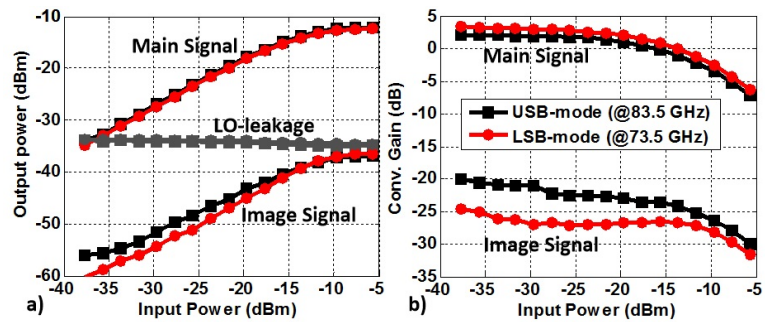 -10
-20
-30
-40
-50
-60
Output power (dBm)
Main Signal
LO-leakage
Image Signal
-40 -35 -30 -25 -20 -15 -10 -5
Input Power (dBm)
a)
5
0
-5
-10
-15
-20
-25
-30
35
Conv. Gain (dB)
Main Signal
USB-mode (@83.5 GHz)
LSB-mode (@73.5 GHz)
Image Signal
-40 -35 -30 -25 -20 -15 -10 -5
Input Power (dBm)
b)